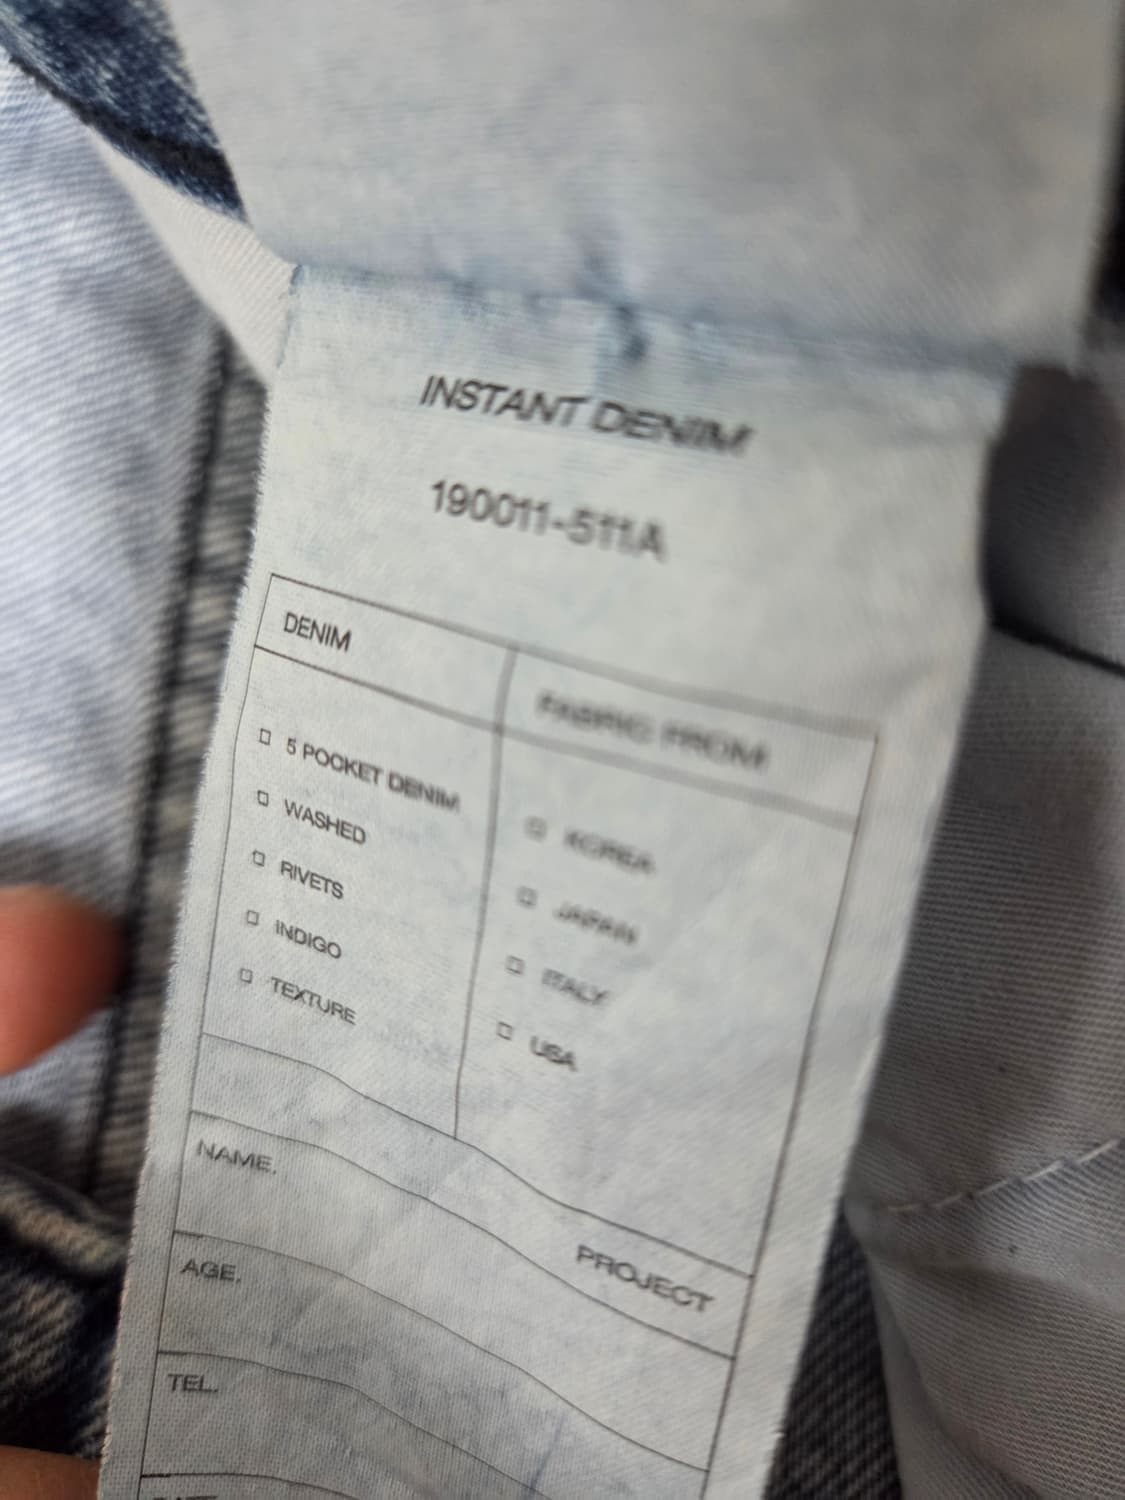 INSTANT DENIM
190011-511A
DENIM
FABRIC FROM
□ 5 POCKET DENIM
□ WASHED
□ RIVETS
□ INDIGO
□ TEXTURE
□ KOREA
□ JAPAN
□ ITALY
□ USA
PROJECT
NAME.
AGE.
TEL.